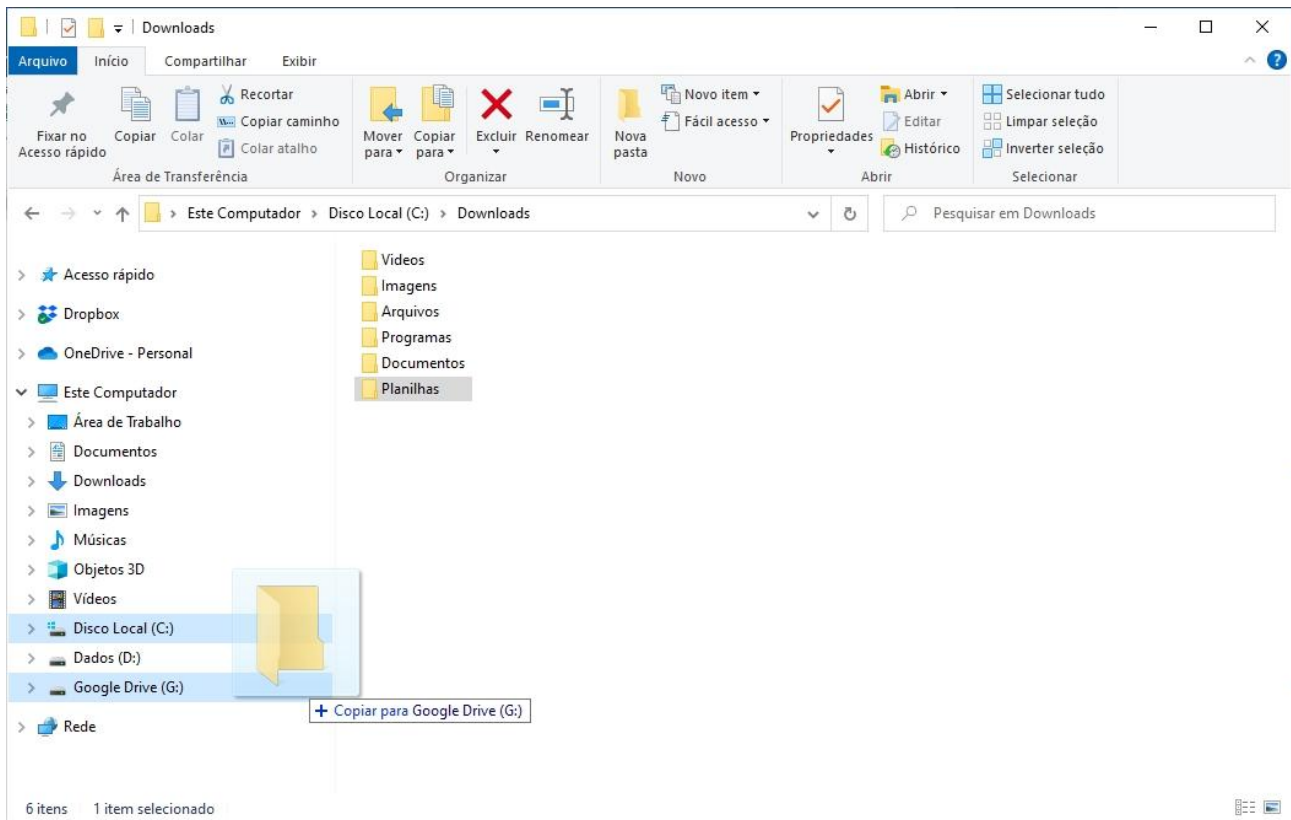 Downloads
Arquivo Início Compartilhar Exibir
Fixar no
Acesso rápido
Copiar
Colar
Recortar
Copiar caminho
Colar atalho
Área de Transferência
Mover
para
Copiar
para
Excluir
Renomear
Organizar
Nova
pasta
Novo item
Fácil acesso
Novo
Propriedades
Abrir
Editar
Histórico
Abrir
Selecionar tudo
Limpar seleção
Inverter seleção
Selecionar
Este Computador > Disco Local (C:) > Downloads
Pesquisar em Downloads
Acesso rápido
Dropbox
OneDrive - Personal
Este Computador
Área de Trabalho
Documentos
Downloads
Imagens
Músicas
Objetos 3D
Vídeos
Disco Local (C:)
Dados (D:)
Google Drive (G:)
Rede
Videos
Imagens
Arquivos
Programas
Documentos
Planilhas
+ Copiar para Google Drive (G:)
6 itens 1 item selecionado